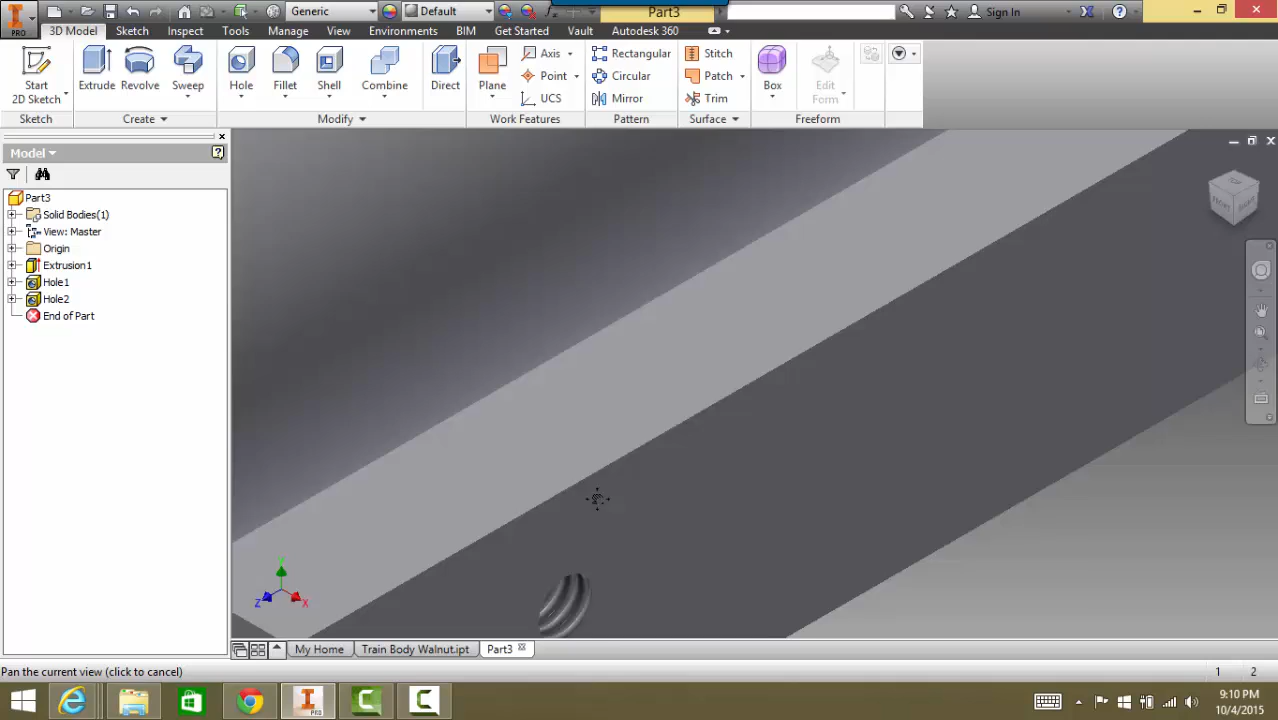 Generic
Default
Part3
Sign In
PRO
3D Model
Sketch
Inspect
Tools
Manage
View
Environments
BIM
Get Started
Vault
Autodesk 360
Start
2D Sketch
Extrude
Revolve
Sweep
Hole
Fillet
Shell
Combine
Direct
Plane
Axis
Point
UCS
Rectangular
Circular
Mirror
Stitch
Patch
Trim
Box
Edit
Form
Sketch
Create
Modify
Work Features
Pattern
Surface
Freeform
Model
Part3
Solid Bodies(1)
View: Master
Origin
Extrusion1
Hole1
Hole2
End of Part
FRONT
Y
Z
X
My Home
Train Body Walnut.ipt
Part3
Pan the current view (click to cancel)
1
2
PRO
9:10 PM
10/4/2015